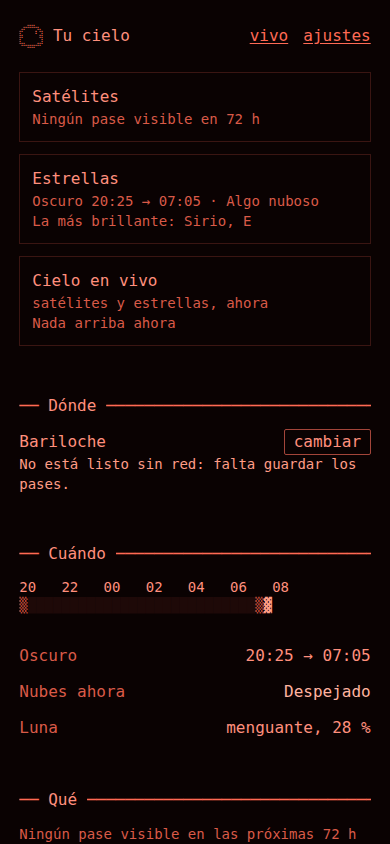 Tu cielo
vivo ajustes
Satélites
Ningún pase visible en 72 h
Estrellas
Oscuro 20:25 → 07:05 · Algo nuboso
La más brillante: Sirio, E
Cielo en vivo
satélites y estrellas, ahora
Nada arriba ahora
Dónde
Bariloche cambiar
No está listo sin red: falta guardar los
pases.
Cuándo
20 22 00 02 04 06 08
Oscuro 20:25 → 07:05
Nubes ahora Despejado
Luna menguante, 28 %
Qué
Ningún pase visible en las próximas 72 h